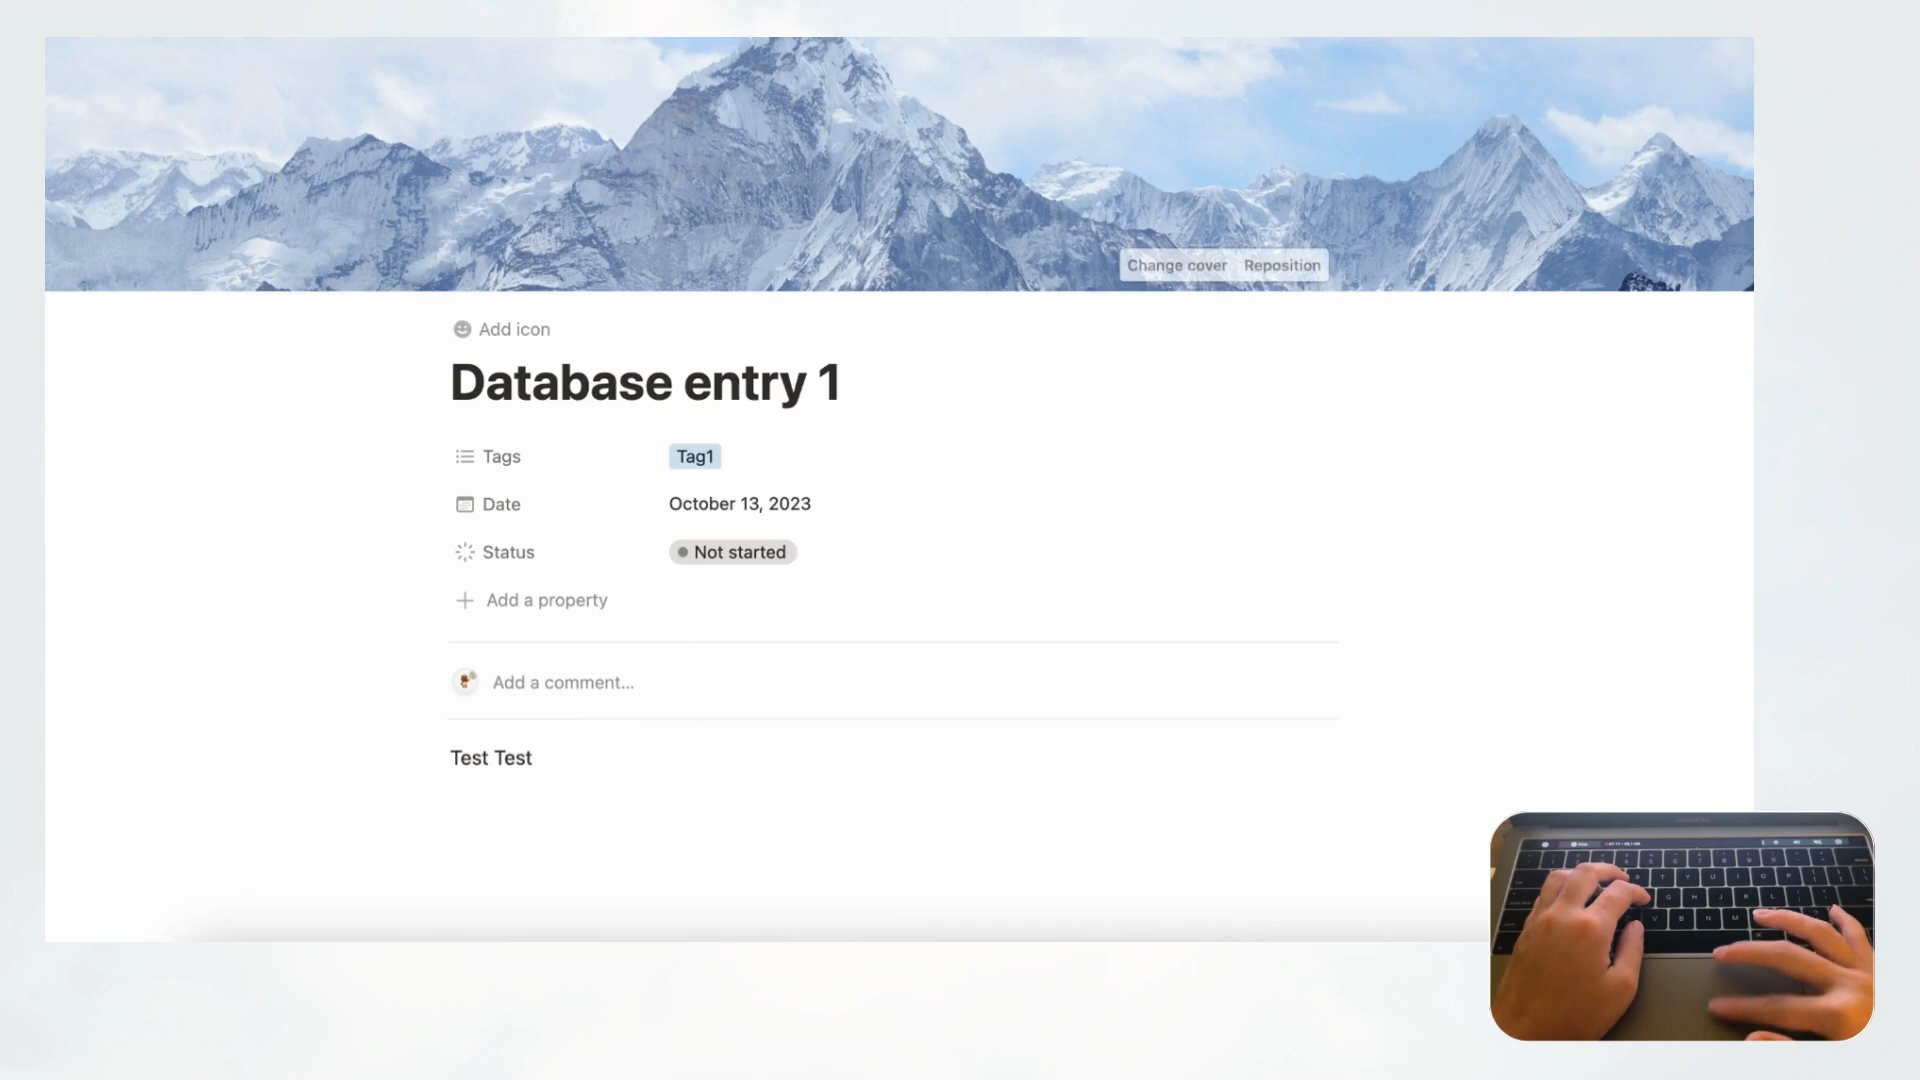 Change cover Reposition
Add icon
Database entry 1
Tags Tag1
Date October 13, 2023
Status Not started
Add a property
Add a comment...
Test Test